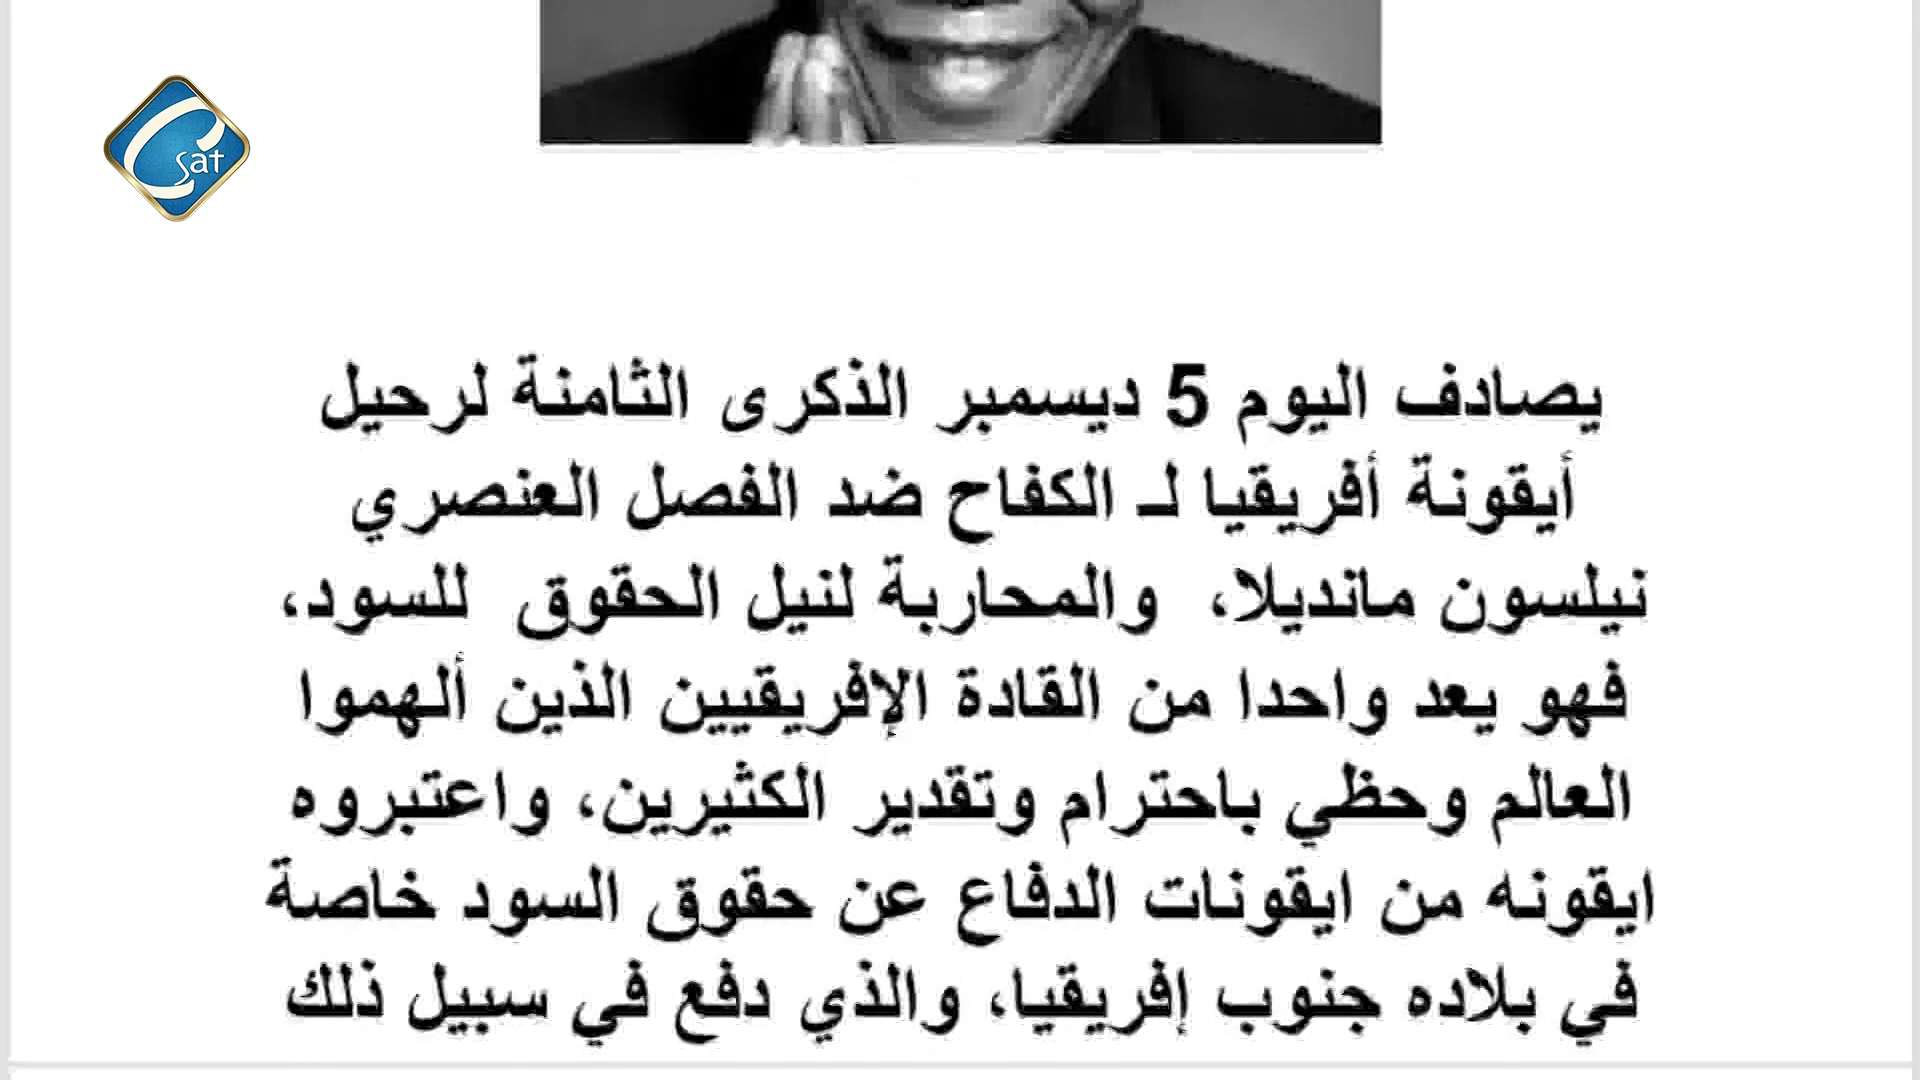 Csat
يصادف اليوم 5 ديسمبر الذكرى الثامنة لرحيل
أيقونة أفريقيا لـ الكفاح ضد الفصل العنصري
نيلسون مانديلا، والمحاربة لنيل الحقوق للسود،
فهو يعد واحدا من القادة الإفريقيين الذين ألهموا
العالم وحظي باحترام وتقدير الكثيرين، واعتبروه
ايقونه من ايقونات الدفاع عن حقوق السود خاصة
في بلاده جنوب إفريقيا، والذي دفع في سبيل ذلك